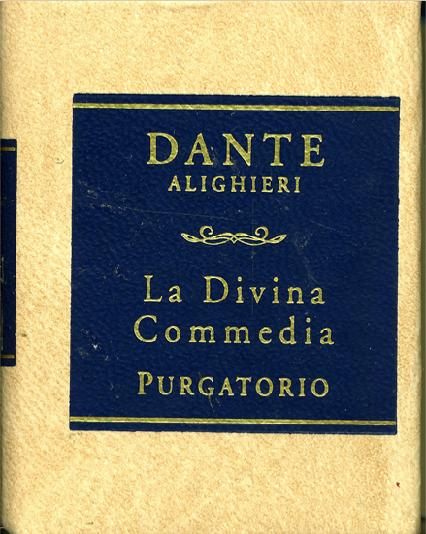 DANTE
ALIGHIERI
La Divina
Commedia
PURGATORIO